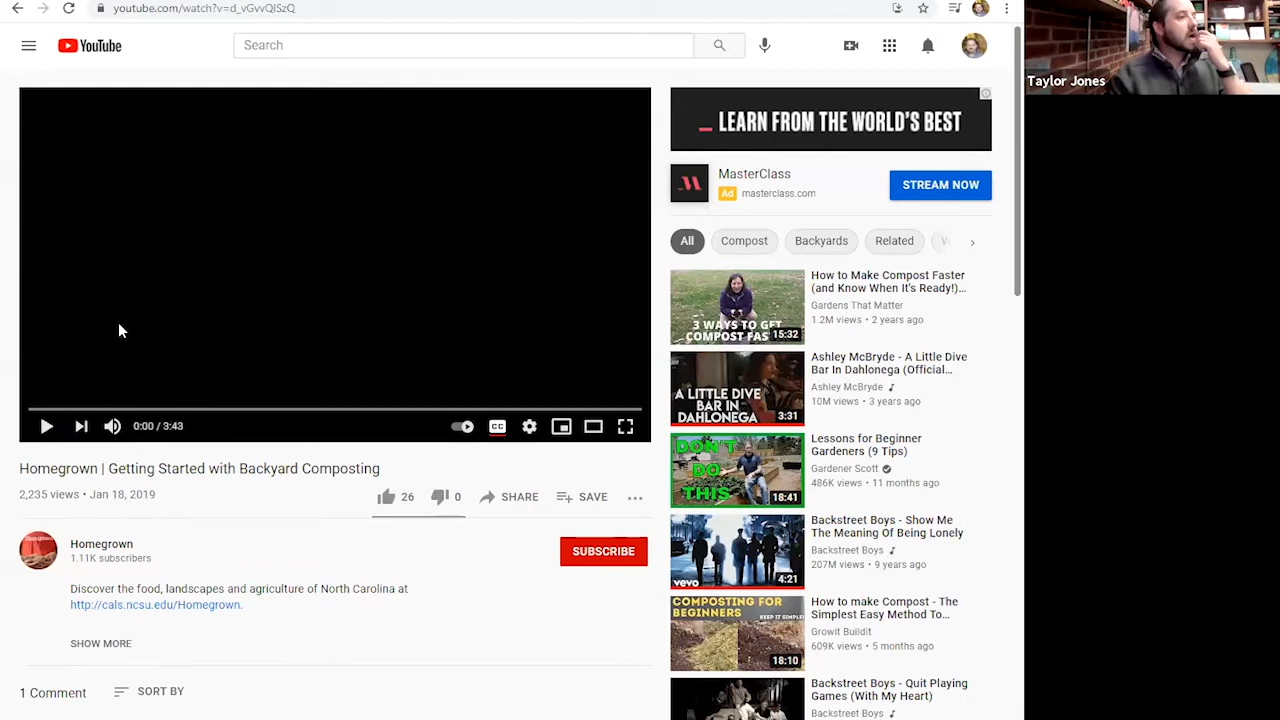 youtube.com/watch?v=d_vGvvQJSzQ
YouTube
Search
Taylor Jones
LEARN FROM THE WORLD'S BEST
MasterClass
Ad masterclass.com
STREAM NOW
All Compost Backyards Related W
How to Make Compost Faster
(and Know When It's Ready!)…
Gardens That Matter
1.2M views • 2 years ago
3 WAYS TO GET
COMPOST FAS
15:32
Ashley McBryde - A Little Dive
Bar In Dahlonega (Official…
Ashley McBryde
10M views • 3 years ago
A LITTLE DIVE
BAR IN
DAHLONEGA
3:31
0:00 / 3:43
CC
Lessons for Beginner
Gardeners (9 Tips)
Gardener Scott
486K views • 11 months ago
DON'T
DO
THIS
18:41
Homegrown | Getting Started with Backyard Composting
2,235 views • Jan 18, 2019
26 0 SHARE SAVE
Backstreet Boys - Show Me
The Meaning Of Being Lonely
Backstreet Boys
207M views • 9 years ago
vevo
4:21
Homegrown
1.11K subscribers
SUBSCRIBE
Discover the food, landscapes and agriculture of North Carolina at
http://cals.ncsu.edu/Homegrown.
SHOW MORE
How to make Compost - The
Simplest Easy Method To…
Growit Buildit
609K views • 5 months ago
COMPOSTING FOR
BEGINNERS
KEEP IT SIMPLE!
18:10
1 Comment SORT BY
Backstreet Boys - Quit Playing
Games (With My Heart)
Backstreet Boys